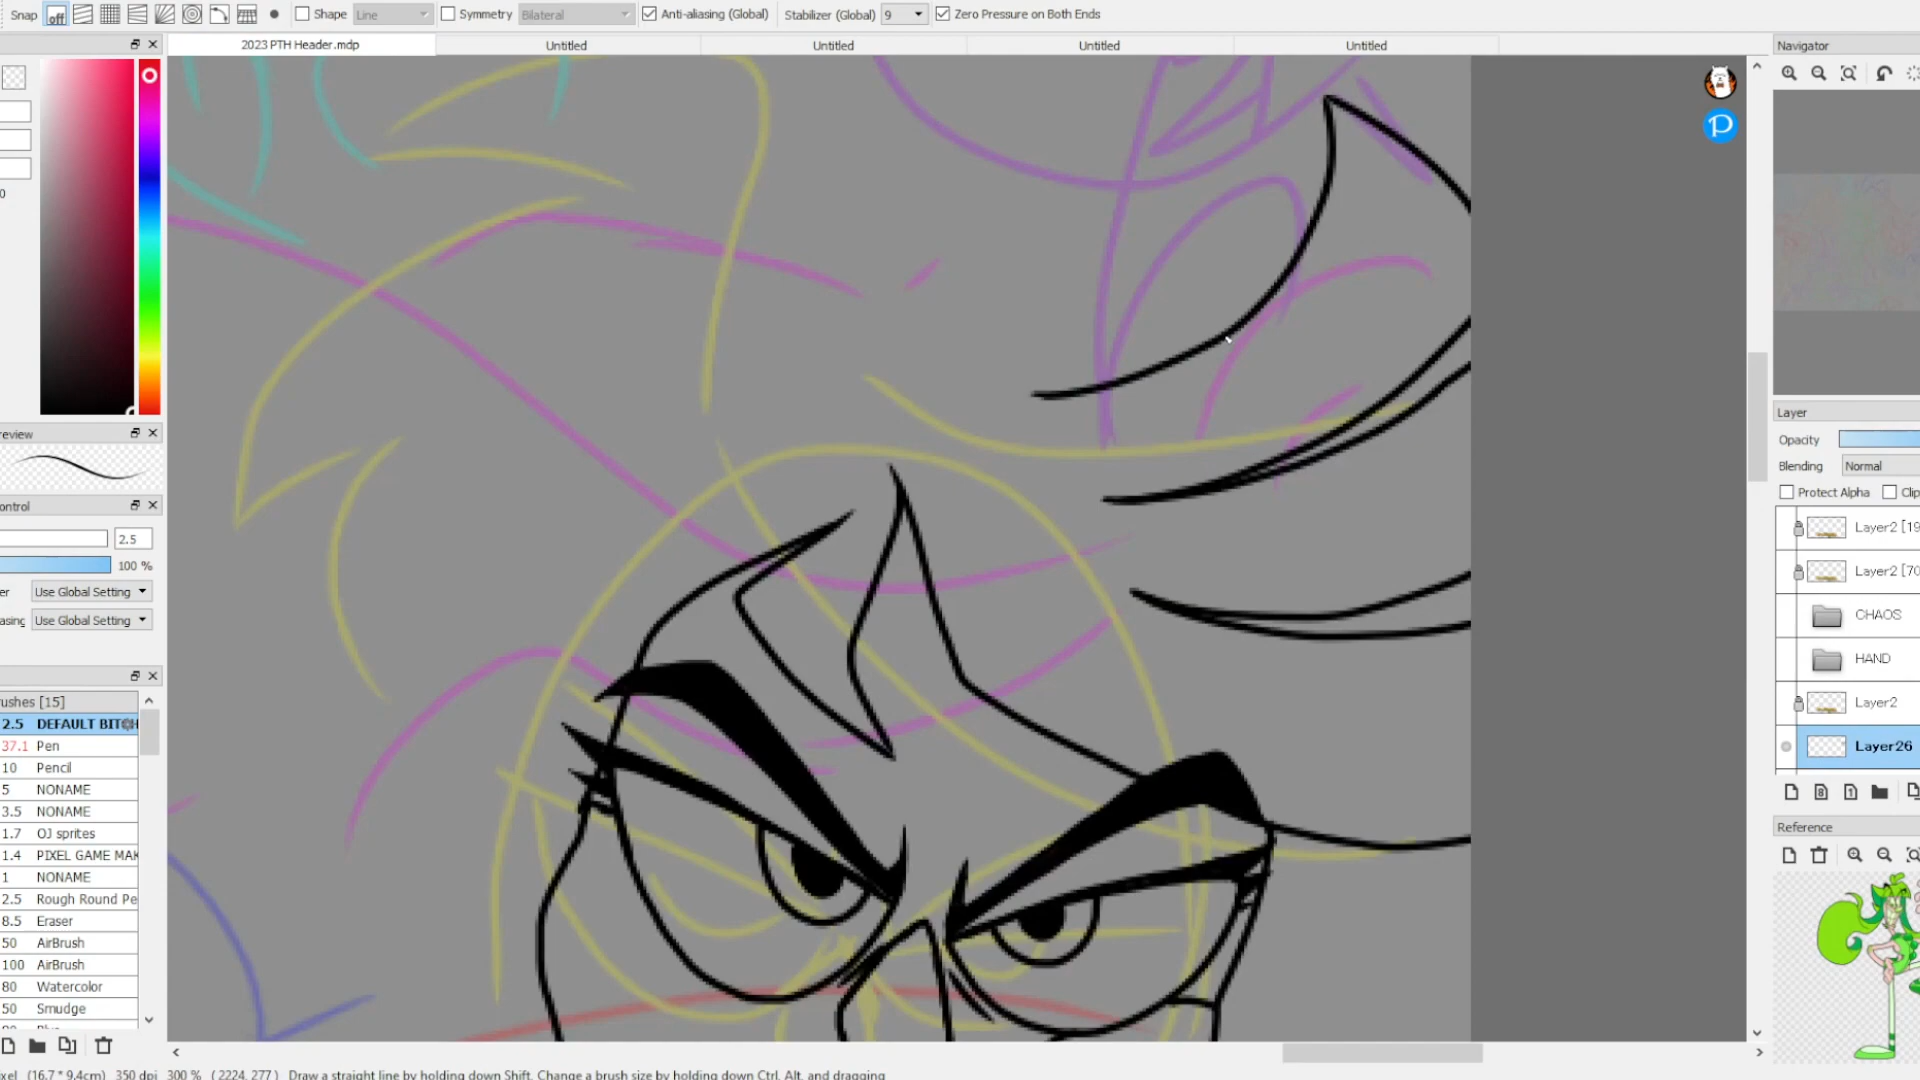 Snap off Shape Line Symmetry Bilateral Anti-aliasing (Global) Stabilizer (Global) 9 Zero Pressure on Both Ends
2023 PTH Header.mdp Untitled Untitled Untitled Untitled
Navigator
0
review
ontrol
2.5
100 %
er Use Global Setting
asing Use Global Setting
rushes [15]
2.5 DEFAULT BITCH
37.1 Pen
10 Pencil
5 NONAME
3.5 NONAME
1.7 OJ sprites
1.4 PIXEL GAME MAK
1 NONAME
2.5 Rough Round Pe
8.5 Eraser
50 AirBrush
100 AirBrush
80 Watercolor
50 Smudge
P
Layer
Opacity
Blending Normal
Protect Alpha Clip
Layer2 [19
Layer2 [70
CHAOS
HAND
Layer2
Layer26
8 1
Reference
xel (16.7 * 9.4cm) 350 dpi 300 % ( 2224, 277 ) Draw a straight line by holding down Shift, Change a brush size by holding down Ctrl, Alt, and dragging